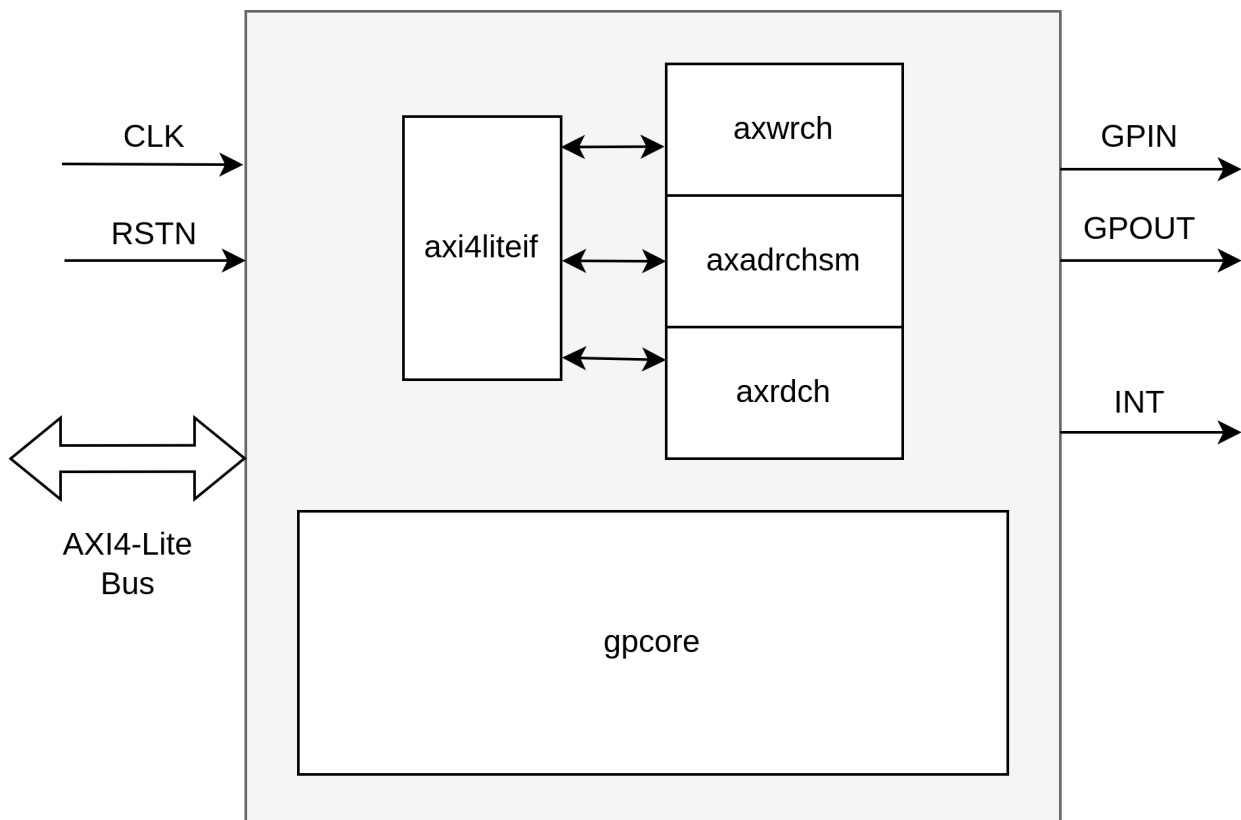 CLK
RSTN
AXI4-Lite
Bus
axi4liteif
axwrch
axadrchsm
axrdch
gpcore
GPIN
GPOUT
INT